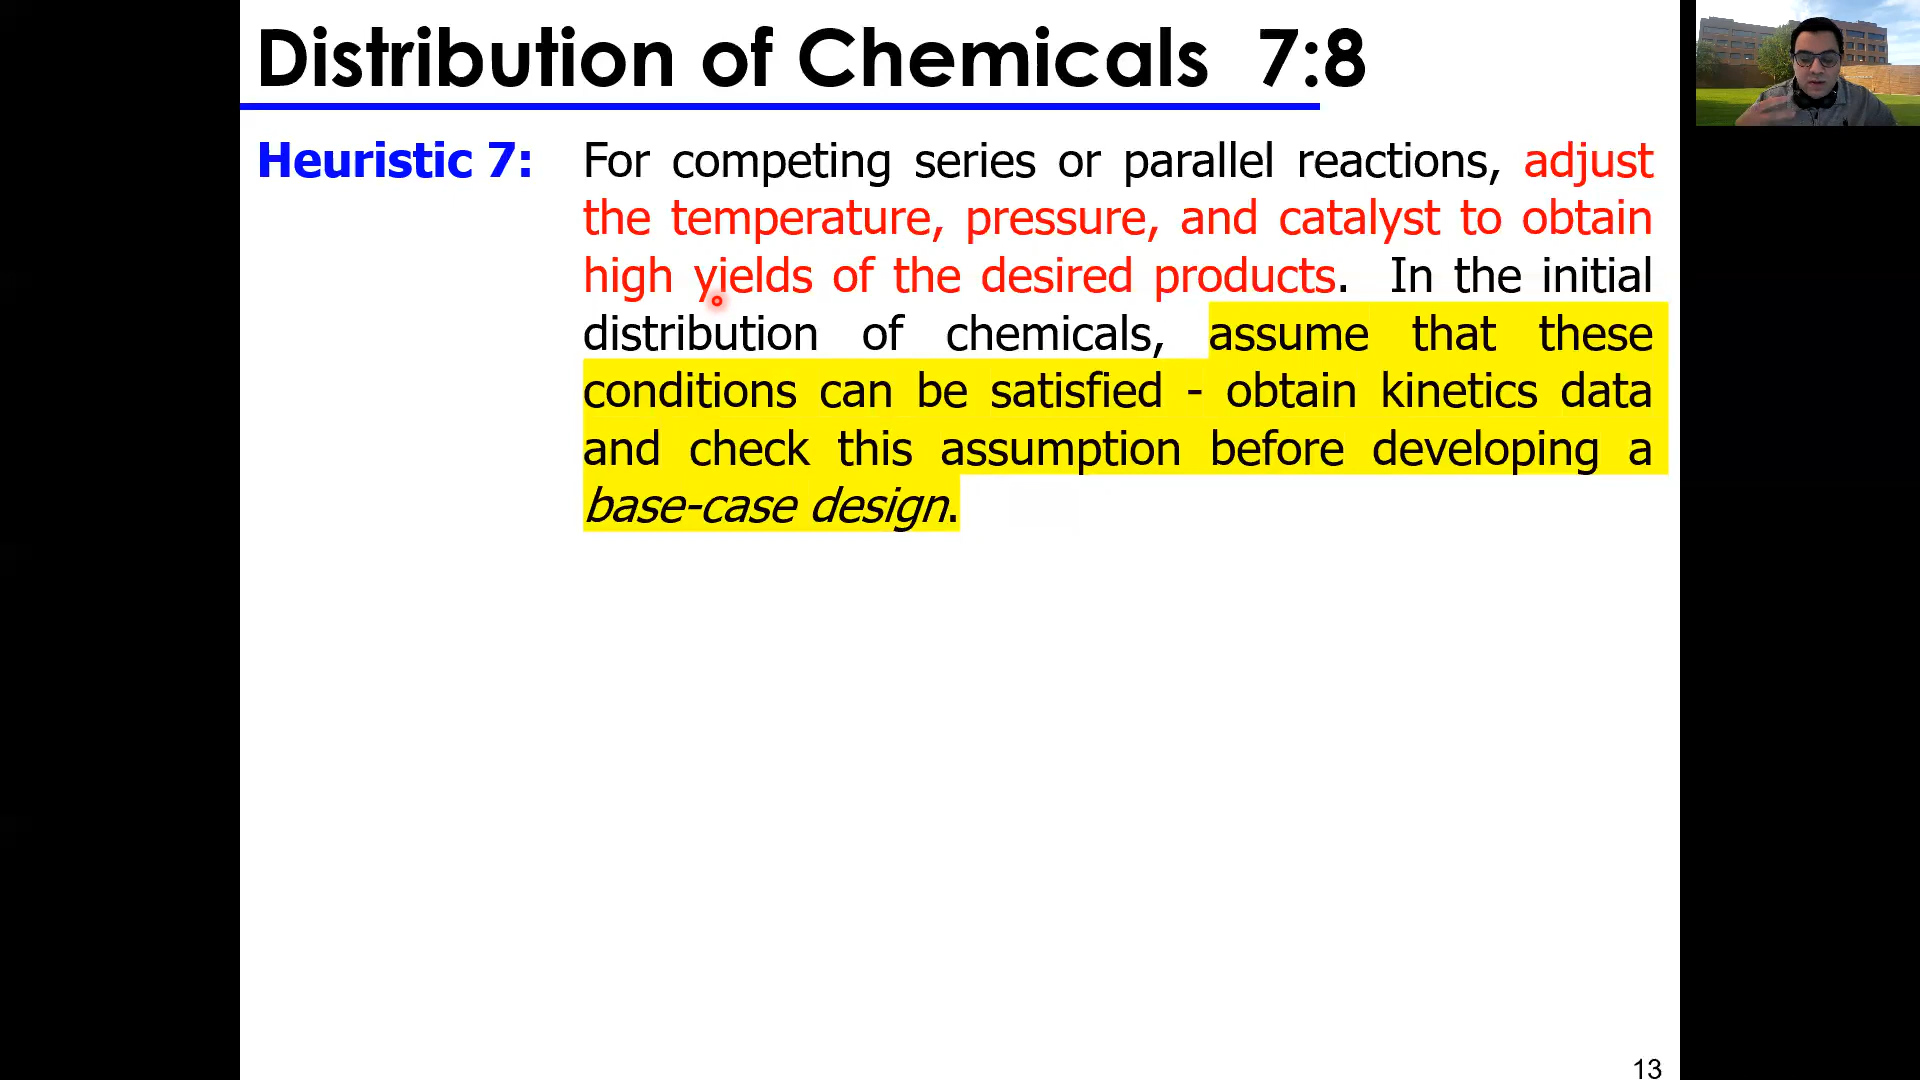 Distribution of Chemicals 7:8
Heuristic 7: For competing series or parallel reactions, adjust
the temperature, pressure, and catalyst to obtain
high yields of the desired products. In the initial
distribution of chemicals, assume that these
conditions can be satisfied - obtain kinetics data
and check this assumption before developing a
base-case design.
13